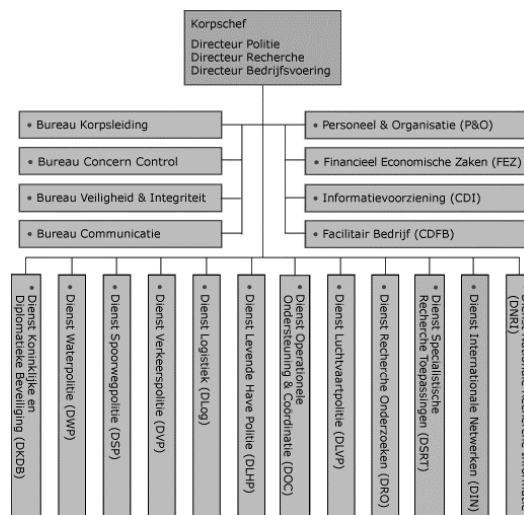 Korpschef
Directeur Politie
Directeur Recherche
Directeur Bedrijfsvoering
• Bureau Korpsleiding
• Personeel & Organisatie (P&O)
• Bureau Concern Control
• Financieel Economische Zaken (FEZ)
• Bureau Veiligheid & Integriteit
• Informatievoorziening (CDI)
• Bureau Communicatie
• Facilitair Bedrijf (CDFB)
• Dienst Koninklijke en
Diplomatieke Beveiliging (DKDB)
• Dienst Waterpolitie (DWP)
• Dienst Spoorwegpolitie (DSP)
• Dienst Verkeerspolitie (DVP)
• Dienst Logistiek (DLog)
• Dienst Levende Have Politie (DLHP)
• Dienst Operationele
Ondersteuning & Coördinatie (DOC)
• Dienst Luchtvaartpolitie (DLVP)
• Dienst Recherche Onderzoeken (DRO)
• Dienst Specialistische
Recherche Toepassingen (DSRT)
• Dienst Internationale Netwerken (DIN)
(DNRI)